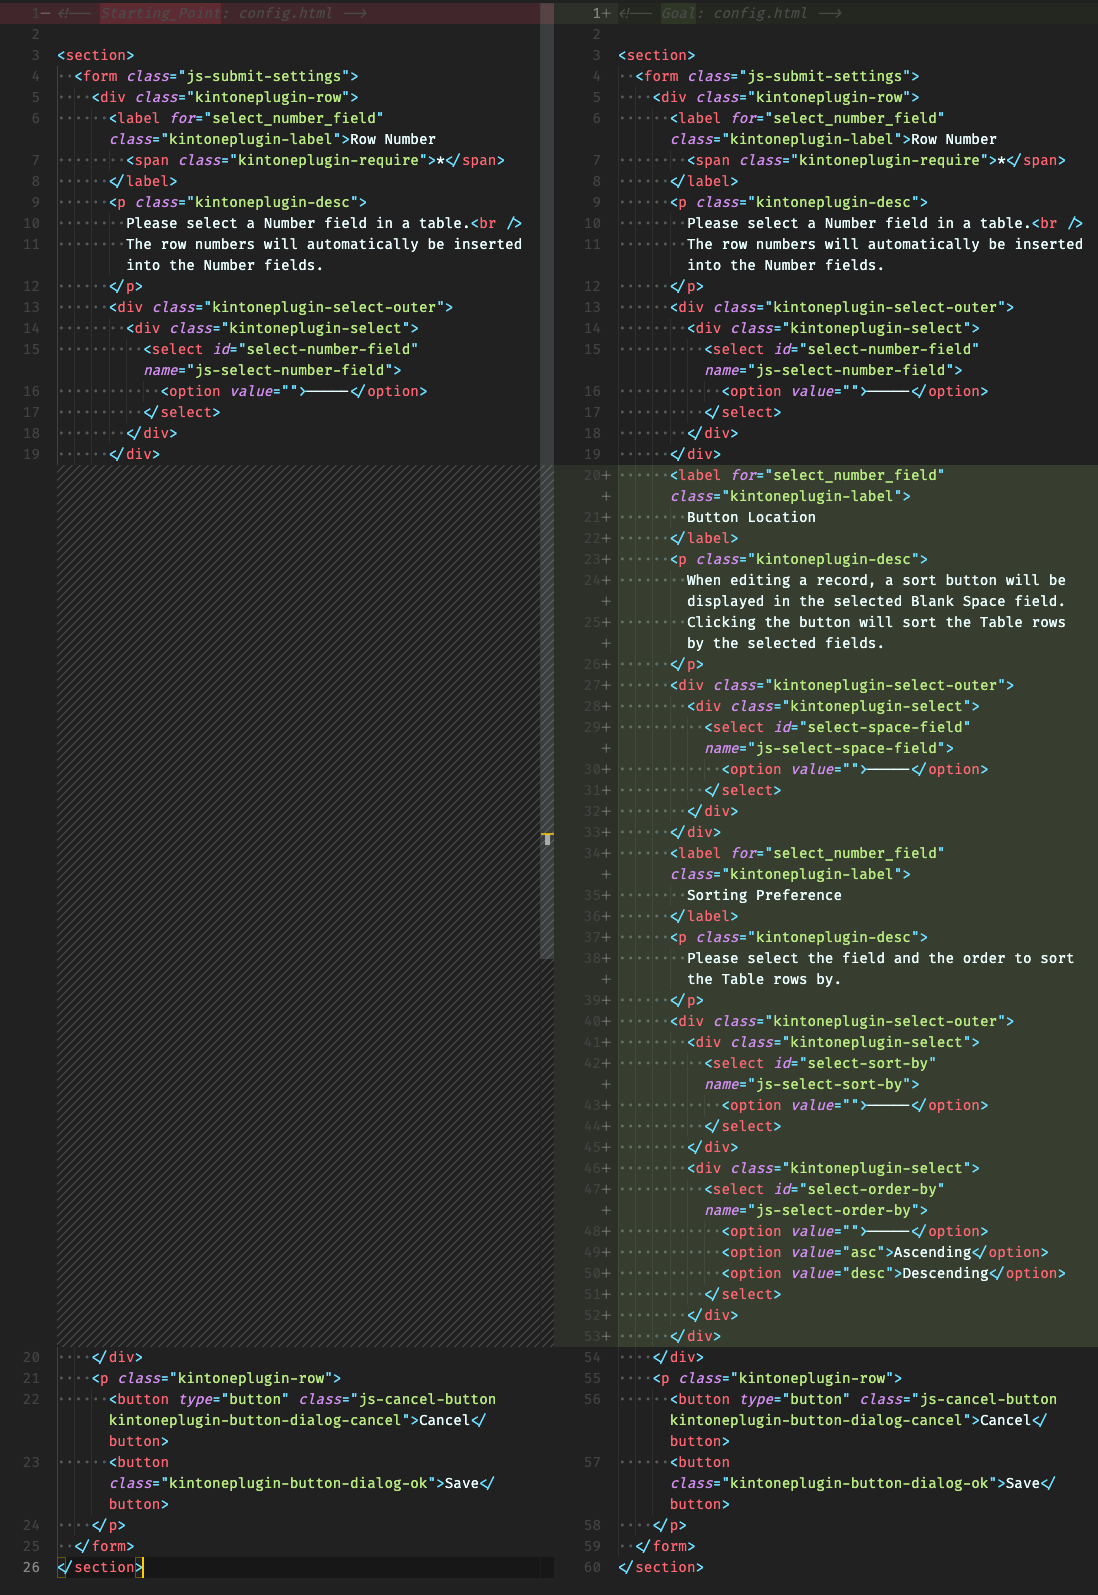 1− <!-- Starting_Point: config.html -->
2
3 <section>
4 ··<form class="js-submit-settings">
5 ····<div class="kintoneplugin-row">
6 ······<label for="select_number_field"
class="kintoneplugin-label">Row Number
7 ········<span class="kintoneplugin-require">*</span>
8 ······</label>
9 ······<p class="kintoneplugin-desc">
10 ········Please select a Number field in a table.<br />
11 ········The row numbers will automatically be inserted
into the Number fields.
12 ······</p>
13 ······<div class="kintoneplugin-select-outer">
14 ········<div class="kintoneplugin-select">
15 ··········<select id="select-number-field"
name="js-select-number-field">
16 ············<option value="">-----</option>
17 ··········</select>
18 ········</div>
19 ······</div>
20 ····</div>
21 ····<p class="kintoneplugin-row">
22 ······<button type="button" class="js-cancel-button
kintoneplugin-button-dialog-cancel">Cancel</
button>
23 ······<button
class="kintoneplugin-button-dialog-ok">Save</
button>
24 ····</p>
25 ··</form>
26 </section>
1+ <!-- Goal: config.html -->
2
3 <section>
4 ··<form class="js-submit-settings">
5 ····<div class="kintoneplugin-row">
6 ······<label for="select_number_field"
class="kintoneplugin-label">Row Number
7 ········<span class="kintoneplugin-require">*</span>
8 ······</label>
9 ······<p class="kintoneplugin-desc">
10 ········Please select a Number field in a table.<br />
11 ········The row numbers will automatically be inserted
into the Number fields.
12 ······</p>
13 ······<div class="kintoneplugin-select-outer">
14 ········<div class="kintoneplugin-select">
15 ··········<select id="select-number-field"
name="js-select-number-field">
16 ············<option value="">-----</option>
17 ··········</select>
18 ········</div>
19 ······</div>
20+ ······<label for="select_number_field"
+ class="kintoneplugin-label">
21+ ········Button Location
22+ ······</label>
23+ ······<p class="kintoneplugin-desc">
24+ ········When editing a record, a sort button will be
+ displayed in the selected Blank Space field.
25+ ········Clicking the button will sort the Table rows
+ by the selected fields.
26+ ······</p>
27+ ······<div class="kintoneplugin-select-outer">
28+ ········<div class="kintoneplugin-select">
29+ ··········<select id="select-space-field"
+ name="js-select-space-field">
30+ ············<option value="">-----</option>
31+ ··········</select>
32+ ········</div>
33+ ······</div>
34+ ······<label for="select_number_field"
+ class="kintoneplugin-label">
35+ ········Sorting Preference
36+ ······</label>
37+ ······<p class="kintoneplugin-desc">
38+ ········Please select the field and the order to sort
+ the Table rows by.
39+ ······</p>
40+ ······<div class="kintoneplugin-select-outer">
41+ ········<div class="kintoneplugin-select">
42+ ··········<select id="select-sort-by"
+ name="js-select-sort-by">
43+ ············<option value="">-----</option>
44+ ··········</select>
45+ ········</div>
46+ ········<div class="kintoneplugin-select">
47+ ··········<select id="select-order-by"
+ name="js-select-order-by">
48+ ············<option value="">-----</option>
49+ ············<option value="asc">Ascending</option>
50+ ············<option value="desc">Descending</option>
51+ ··········</select>
52+ ········</div>
53+ ······</div>
54 ····</div>
55 ····<p class="kintoneplugin-row">
56 ······<button type="button" class="js-cancel-button
kintoneplugin-button-dialog-cancel">Cancel</
button>
57 ······<button
class="kintoneplugin-button-dialog-ok">Save</
button>
58 ····</p>
59 ··</form>
60 </section>